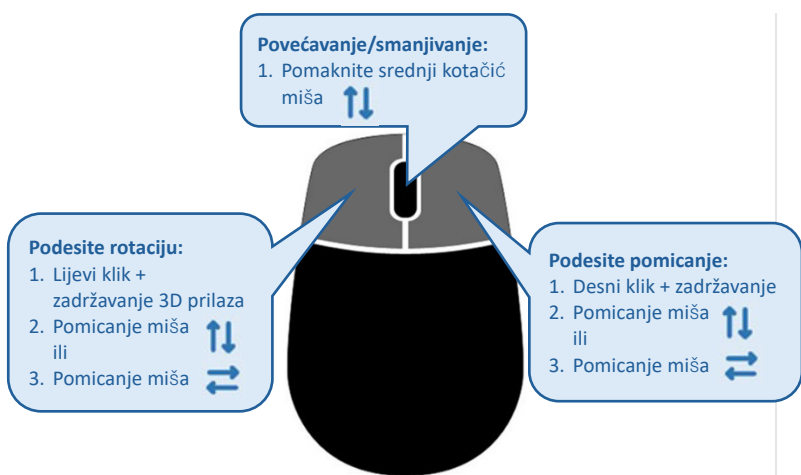 Povećavanje/smanjivanje:
1. Pomaknite srednji kotačić
miša
Podesite rotaciju:
1. Lijevi klik +
zadržavanje 3D prilaza
2. Pomicanje miša
ili
3. Pomicanje miša
Podesite pomicanje:
1. Desni klik + zadržavanje
2. Pomicanje miša
ili
3. Pomicanje miša